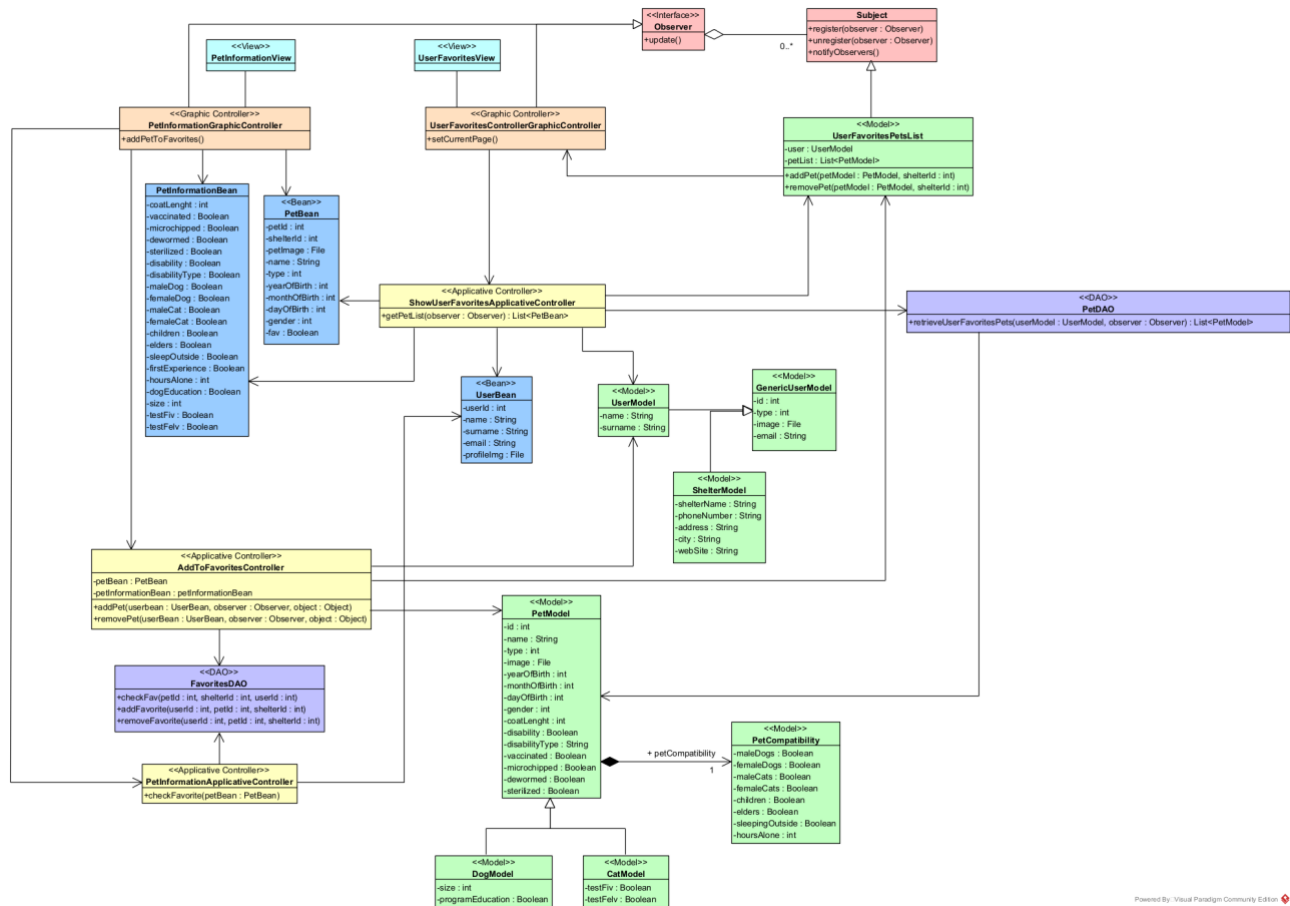 <<Interface>>
Observer
+update()
0..*
Subject
+register(observer : Observer)
+unregister(observer : Observer)
+notifyObservers()
<<View>>
PetInformationView
<<View>>
UserFavoritesView
<<Graphic Controller>>
PetInformationGraphicController
+addPetToFavorites()
<<Graphic Controller>>
UserFavoritesControllerGraphicController
+setCurrentPage()
<<Model>>
UserFavoritesPetsList
-user : UserModel
-petList : List<PetModel>
+addPet(petModel : PetModel, shelterId : int)
+removePet(petModel : PetModel, shelterId : int)
PetInformationBean
-coatLenght : int
-vaccinated : Boolean
-microchipped : Boolean
-dewormed : Boolean
-sterilized : Boolean
-disability : Boolean
-disabilityType : Boolean
-maleDog : Boolean
-femaleDog : Boolean
-maleCat : Boolean
-femaleCat : Boolean
-children : Boolean
-elders : Boolean
-sleepOutside : Boolean
-firstExperience : Boolean
-hoursAlone : int
-dogEducation : Boolean
-size : int
-testFiv : Boolean
-testFelv : Boolean
<<Bean>>
PetBean
-petId : int
-shelterId : int
-petImage : File
-name : String
-type : int
-yearOfBirth : int
-monthOfBirth : int
-dayOfBirth : int
-gender : int
-fav : Boolean
<<Applicative Controller>>
ShowUserFavoritesApplicativeController
+getPetList(observer : Observer) : List<PetBean>
<<DAO>>
PetDAO
+retrieveUserFavoritesPets(userModel : UserModel, observer : Observer) : List<PetModel>
<<Bean>>
UserBean
-userId : int
-name : String
-surname : String
-email : String
-profileImg : File
<<Model>>
UserModel
-name : String
-surname : String
<<Model>>
GenericUserModel
-id : int
-type : int
-image : File
-email : String
<<Model>>
ShelterModel
-shelterName : String
-phoneNumber : String
-address : String
-city : String
-webSite : String
<<Applicative Controller>>
AddToFavoritesController
-petBean : PetBean
-petInformationBean : petInformationBean
+addPet(userbean : UserBean, observer : Observer, object : Object)
+removePet(userBean : UserBean, observer : Observer, object : Object)
<<DAO>>
FavoritesDAO
+checkFav(petId : int, shelterId : int, userId : int)
+addFavorite(userId : int, petId : int, shelterId : int)
+removeFavorite(userId : int, petId : int, shelterId : int)
<<Applicative Controller>>
PetInformationApplicativeController
+checkFavorite(petBean : PetBean)
<<Model>>
PetModel
-id : int
-name : String
-type : int
-image : File
-yearOfBirth : int
-monthOfBirth : int
-dayOfBirth : int
-gender : int
-coatLenght : int
-disability : Boolean
-disabilityType : String
-vaccinated : Boolean
-microchipped : Boolean
-dewormed : Boolean
-sterilized : Boolean
+ petCompatibility
1
<<Model>>
PetCompatibility
-maleDogs : Boolean
-femaleDogs : Boolean
-maleCats : Boolean
-femaleCats : Boolean
-children : Boolean
-elders : Boolean
-sleepingOutside : Boolean
-hoursAlone : int
<<Model>>
DogModel
-size : int
-programEducation : Boolean
<<Model>>
CatModel
-testFiv : Boolean
-testFelv : Boolean
Powered By: Visual Paradigm Community Edition